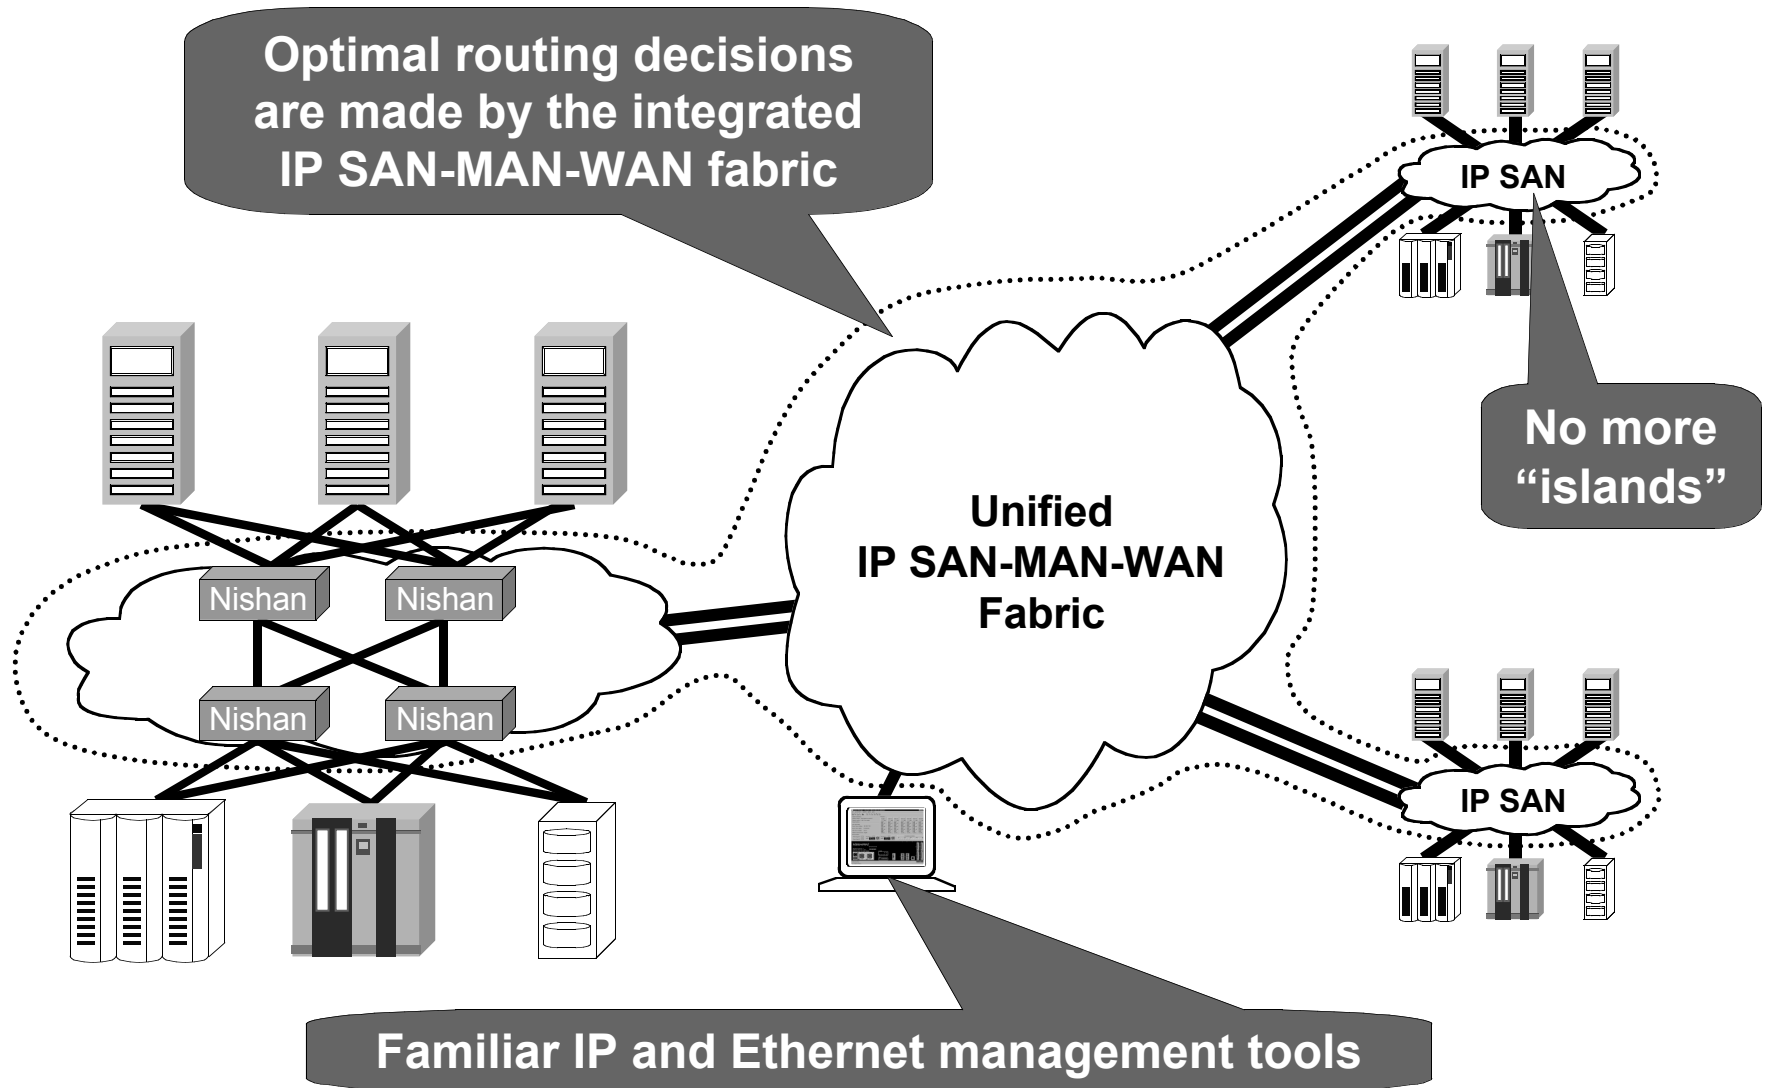 Optimal routing decisions
are made by the integrated
IP SAN-MAN-WAN fabric
IP SAN
No more
“islands”
Unified
IP SAN-MAN-WAN
Fabric
Nishan
Nishan
Nishan
Nishan
IP SAN
Familiar IP and Ethernet management tools